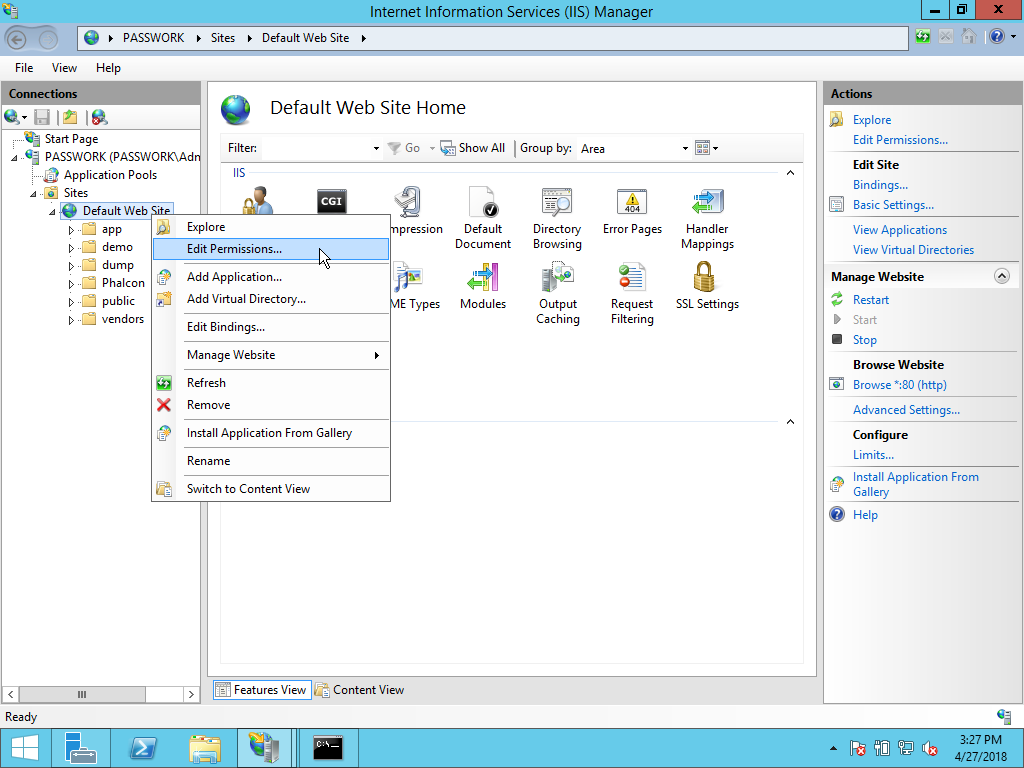 Internet Information Services (IIS) Manager
PASSWORK Sites Default Web Site
File View Help
Connections
Start Page
PASSWORK (PASSWORK\Adn
Application Pools
Sites
Default Web Site
app
demo
dump
Phalcon
public
vendors
Explore
Edit Permissions...
Add Application...
Add Virtual Directory...
Edit Bindings...
Manage Website
Refresh
Remove
Install Application From Gallery
Rename
Switch to Content View
Default Web Site Home
Filter: Go Show All Group by: Area
IIS
CGI
mpression
Default Document
Directory Browsing
404
Error Pages
Handler Mappings
ME Types
Modules
Output Caching
Request Filtering
SSL Settings
Features View Content View
Actions
Explore
Edit Permissions...
Edit Site
Bindings...
Basic Settings...
View Applications
View Virtual Directories
Manage Website
Restart
Start
Stop
Browse Website
Browse *:80 (http)
Advanced Settings...
Configure
Limits...
Install Application From
Gallery
Help
Ready
C:\.
3:27 PM
4/27/2018